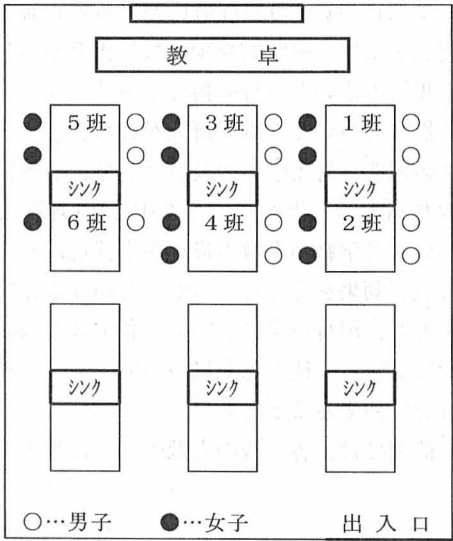 教卓
5班 3班 1班
シンク シンク シンク
6班 4班 2班
シンク シンク シンク
○…男子 ●…女子 出入口